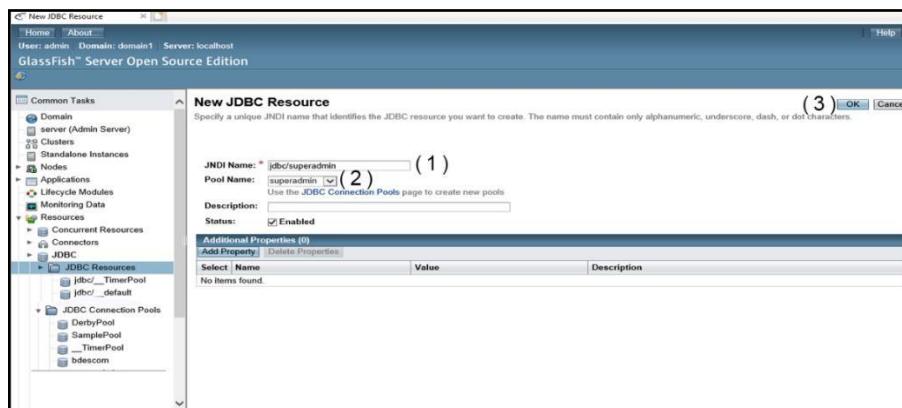 New JDBC Resource
Home About...
Help
User: admin Domain: domain1 Server: localhost
GlassFish™ Server Open Source Edition
Common Tasks
Domain
server (Admin Server)
Clusters
Standalone Instances
Nodes
Applications
Lifecycle Modules
Monitoring Data
Resources
Concurrent Resources
Connectors
JDBC
JDBC Resources
jdbc/__TimerPool
jdbc/__default
JDBC Connection Pools
DerbyPool
SamplePool
__TimerPool
bdescom
New JDBC Resource
(3) OK Cance
Specify a unique JNDI name that identifies the JDBC resource you want to create. The name must contain only alphanumeric, underscore, dash, or dot characters.
JNDI Name: * jdbc/superadmin (1)
Pool Name: superadmin (2)
Use the JDBC Connection Pools page to create new pools
Description:
Status: Enabled
Additional Properties (0)
Add Property Delete Properties
Select Name Value Description
No items found.